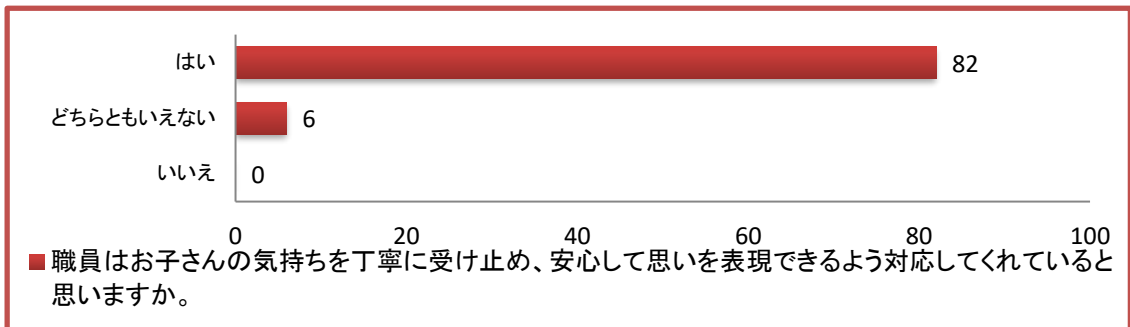 はい 82
どちらともいえない 6
いいえ 0
0 20 40 60 80 100
職員はお子さんの気持ちを丁寧に受け止め、安心して思いを表現できるよう対応してくれていると
思いますか。